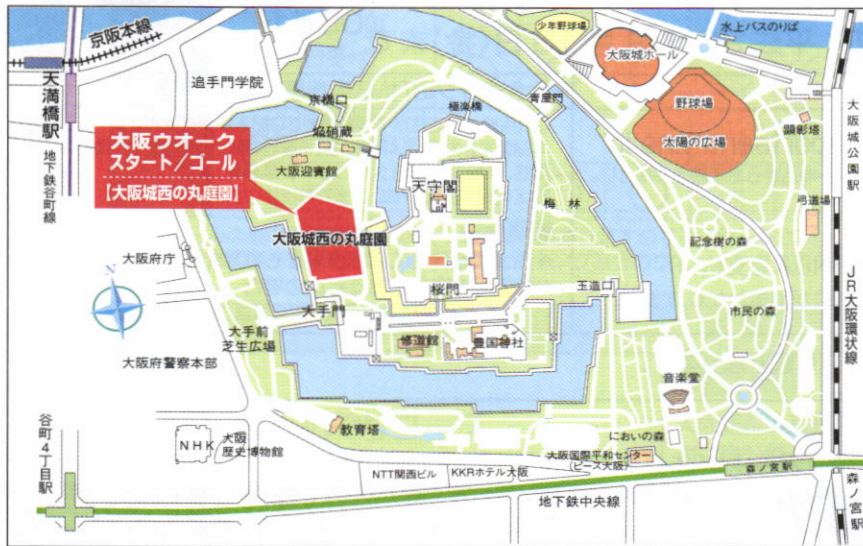 京阪本線
天満橋駅
地下鉄谷町線
追手門学院
京橋口
焔硝蔵
大阪ウオーク
スタート/ゴール
【大阪城西の丸庭園】
大阪迎賓館
大阪城西の丸庭園
極楽橋
青屋門
天守閣
梅林
少年野球場
大阪城ホール
水上バスのりば
野球場
太陽の広場
顕彰塔
大阪城公園駅
弓道場
記念樹の森
市民の森
JR大阪環状線
大阪府庁
N
大手門
桜門
玉造口
大手前
芝生広場
修道館
豊国神社
大阪府警察本部
音楽堂
教育塔
においの森
大阪国際平和センター
(ピース大阪)
NHK
大阪
歴史博物館
谷町4丁目駅
NTT関西ビル
KKRホテル大阪
地下鉄中央線
森ノ宮駅
森ノ宮駅